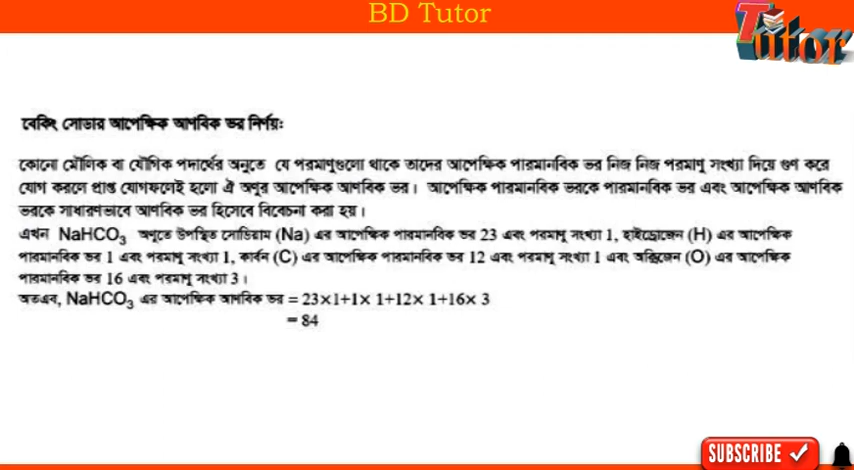 BD Tutor
Tutor
বেকিং সোডার আপেক্ষিক আণবিক ভর নির্ণয়ঃ
কোনো মৌলিক বা যৌগিক পদার্থের অনুতে যে পরমাণুগুলো থাকে তাদের আপেক্ষিক পারমানবিক ভর নিজ নিজ পরমাণু সংখ্যা দিয়ে গুণ করে
যোগ করলে প্রাপ্ত যোগফলেই হলো ঐ অণুর আপেক্ষিক আণবিক ভর। আপেক্ষিক পারমানবিক ভরকে পারমানবিক ভর এবং আপেক্ষিক আণবিক
ভরকে সাধারণভাবে আণবিক ভর হিসেবে বিবেচনা করা হয়।
এখন NaHCO₃ অণুতে উপস্থিত সোডিয়াম (Na) এর আপেক্ষিক পারমানবিক ভর 23 এবং পরমাণু সংখ্যা 1, হাইড্রোজেন (H) এর আপেক্ষিক
পারমানবিক ভর 1 এবং পরমাণু সংখ্যা 1, কার্বন (C) এর আপেক্ষিক পারমানবিক ভর 12 এবং পরমাণু সংখ্যা 1 এবং অক্সিজেন (O) এর আপেক্ষিক
পারমানবিক ভর 16 এবং পরমাণু সংখ্যা 3।
অতএব, NaHCO₃ এর আপেক্ষিক আণবিক ভর = 23×1+1× 1+12× 1+16× 3
= 84
SUBSCRIBE